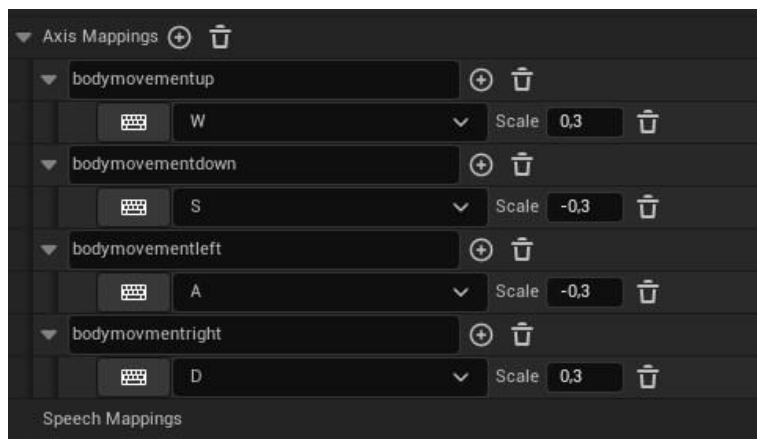 Axis Mappings
bodymovementup
W Scale 0,3
bodymovementdown
S Scale -0,3
bodymovementleft
A Scale -0,3
bodymovmentright
D Scale 0,3
Speech Mappings